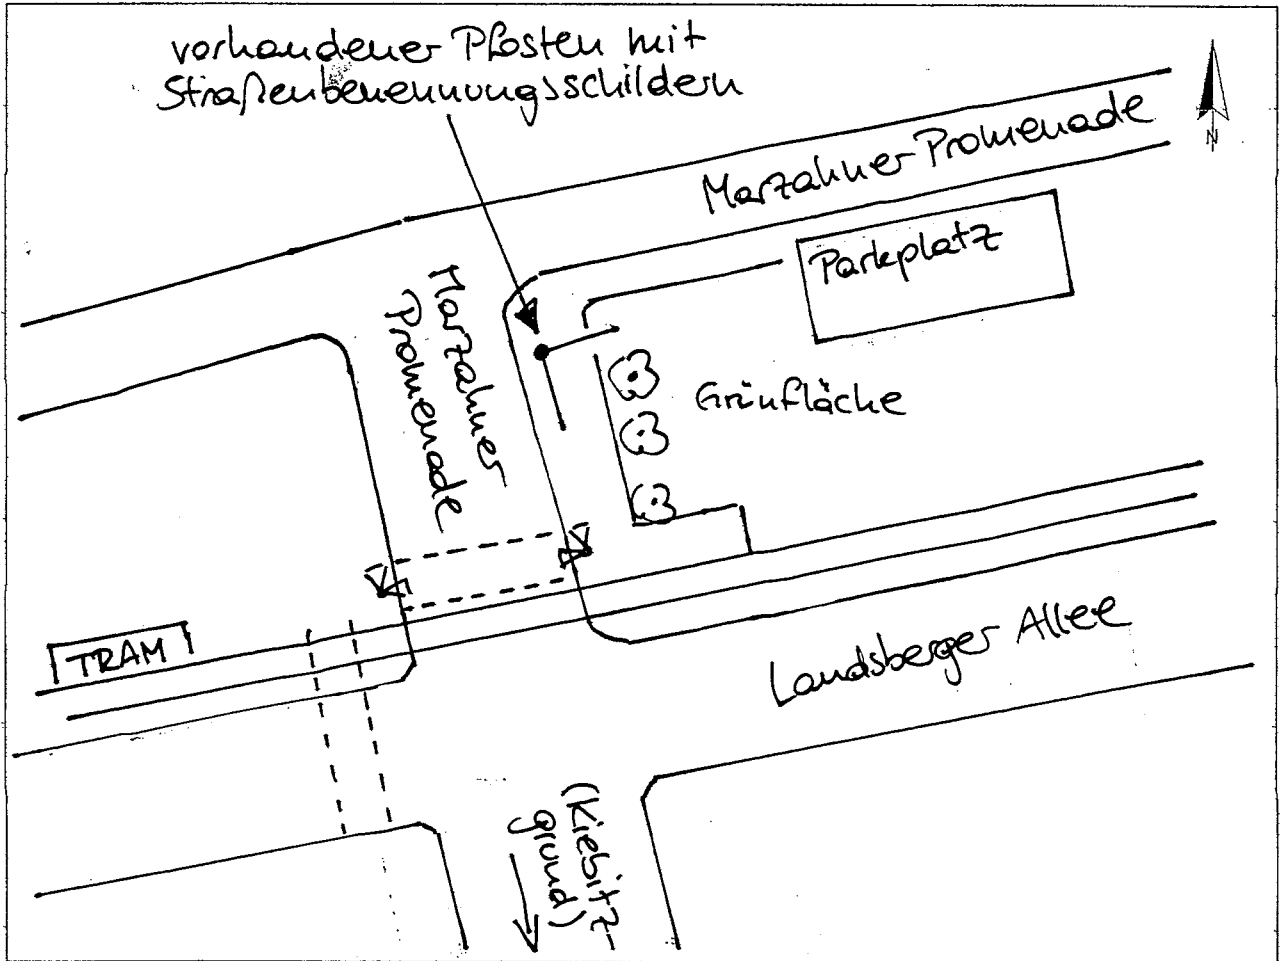 vorhandener Pfosten mit
Straßenbenennungsschildern
N
Marzahner Promenade
Parkplatz
Marzahner
Promenade
Grünfläche
TRAM
Landsberger Allee
(Kiebitz-
grund)